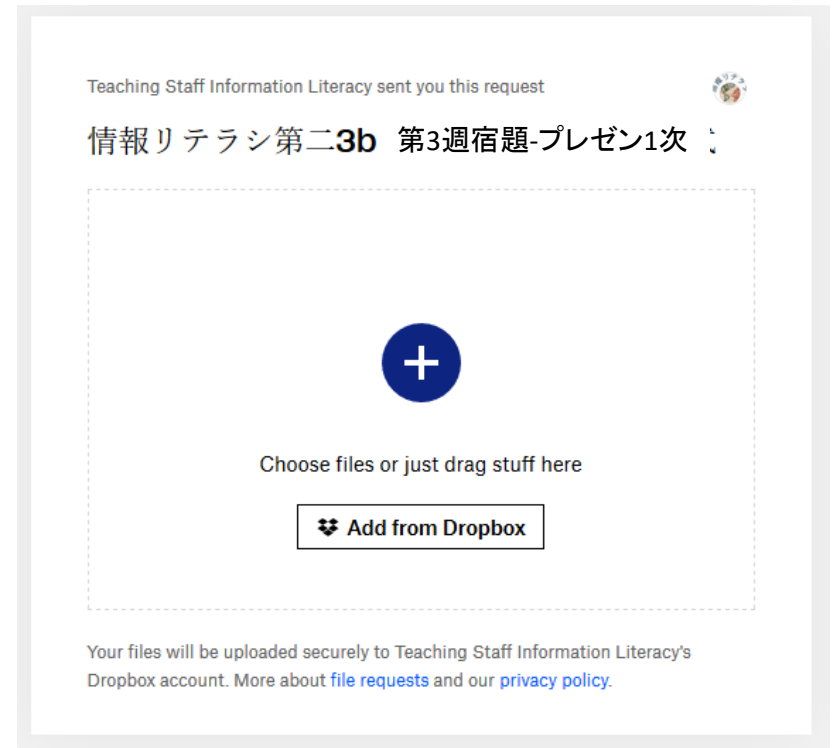 Teaching Staff Information Literacy sent you this request
情報リテラシ第二3b 第3週宿題-プレゼン1次
Choose files or just drag stuff here
Add from Dropbox
Your files will be uploaded securely to Teaching Staff Information Literacy's
Dropbox account. More about file requests and our privacy policy.